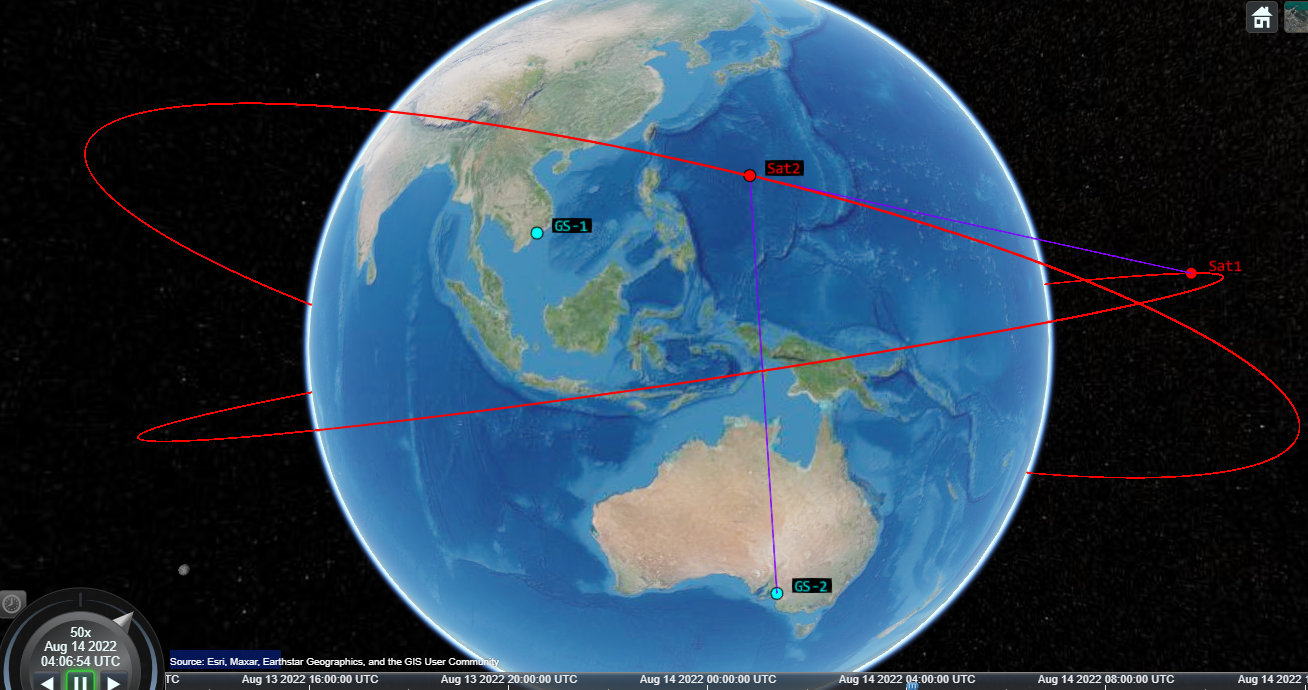 Sat2
GS-1
Sat1
GS-2
50x
Aug 14 2022
04:06:54 UTC
Source: Esri, Maxar, Earthstar Geographics, and the GIS User Community
TC
Aug 13 2022 16:00:00 UTC
Aug 13 2022 20:00:00 UTC
Aug 14 2022 00:00:00 UTC
Aug 14 2022 04:00:00 UTC
Aug 14 2022 08:00:00 UTC
Aug 14 2022